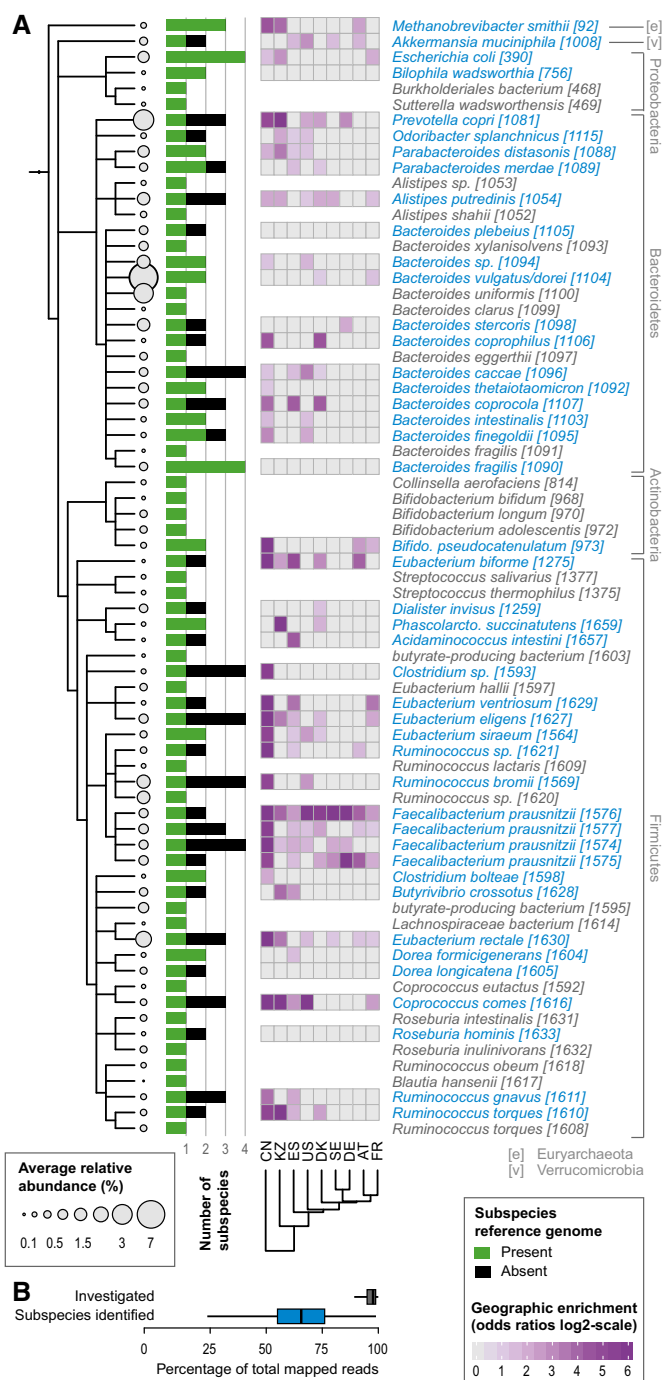 A
Methanobrevibacter smithii [92]
[e]
Akkermansia muciniphila [1008]
[v]
Escherichia coli [390]
Bilophila wadsworthia [756]
Burkholderiales bacterium [468]
Sutterella wadsworthensis [469]
Proteobacteria
Prevotella copri [1081]
Odoribacter splanchnicus [1115]
Parabacteroides distasonis [1088]
Parabacteroides merdae [1089]
Alistipes sp. [1053]
Alistipes putredinis [1054]
Alistipes shahii [1052]
Bacteroides plebeius [1105]
Bacteroides xylanisolvens [1093]
Bacteroides sp. [1094]
Bacteroides vulgatus/dorei [1104]
Bacteroides uniformis [1100]
Bacteroides clarus [1099]
Bacteroides stercoris [1098]
Bacteroides coprophilus [1106]
Bacteroides eggerthii [1097]
Bacteroides caccae [1096]
Bacteroides thetaiotaomicron [1092]
Bacteroides coprocola [1107]
Bacteroides intestinalis [1103]
Bacteroides finegoldii [1095]
Bacteroides fragilis [1091]
Bacteroides fragilis [1090]
Bacteroidetes
Collinsella aerofaciens [814]
Bifidobacterium bifidum [968]
Bifidobacterium longum [970]
Bifidobacterium adolescentis [972]
Bifido. pseudocatenulatum [973]
Actinobacteria
Eubacterium biforme [1275]
Streptococcus salivarius [1377]
Streptococcus thermophilus [1375]
Dialister invisus [1259]
Phascolarcto. succinatutens [1659]
Acidaminococcus intestini [1657]
butyrate-producing bacterium [1603]
Clostridium sp. [1593]
Eubacterium hallii [1597]
Eubacterium ventriosum [1629]
Eubacterium eligens [1627]
Eubacterium siraeum [1564]
Ruminococcus sp. [1621]
Ruminococcus lactaris [1609]
Ruminococcus bromii [1569]
Ruminococcus sp. [1620]
Faecalibacterium prausnitzii [1576]
Faecalibacterium prausnitzii [1577]
Faecalibacterium prausnitzii [1574]
Faecalibacterium prausnitzii [1575]
Clostridium bolteae [1598]
Butyrivibrio crossotus [1628]
butyrate-producing bacterium [1595]
Lachnospiraceae bacterium [1614]
Eubacterium rectale [1630]
Dorea formicigenerans [1604]
Dorea longicatena [1605]
Coprococcus eutactus [1592]
Coprococcus comes [1616]
Roseburia intestinalis [1631]
Roseburia hominis [1633]
Roseburia inulinivorans [1632]
Ruminococcus obeum [1618]
Blautia hansenii [1617]
Ruminococcus gnavus [1611]
Ruminococcus torques [1610]
Ruminococcus torques [1608]
Firmicutes
1 2 3 4
Number of
subspecies
CN KZ ES US DK SE DE AT FR
[e] Euryarchaeota
[v] Verrucomicrobia
Average relative
abundance (%)
0.1 0.5 1.5 3 7
Subspecies
reference genome
Present
Absent
Geographic enrichment
(odds ratios log2-scale)
0 1 2 3 4 5 6
B
Investigated
Subspecies identified
0 25 50 75 100
Percentage of total mapped reads